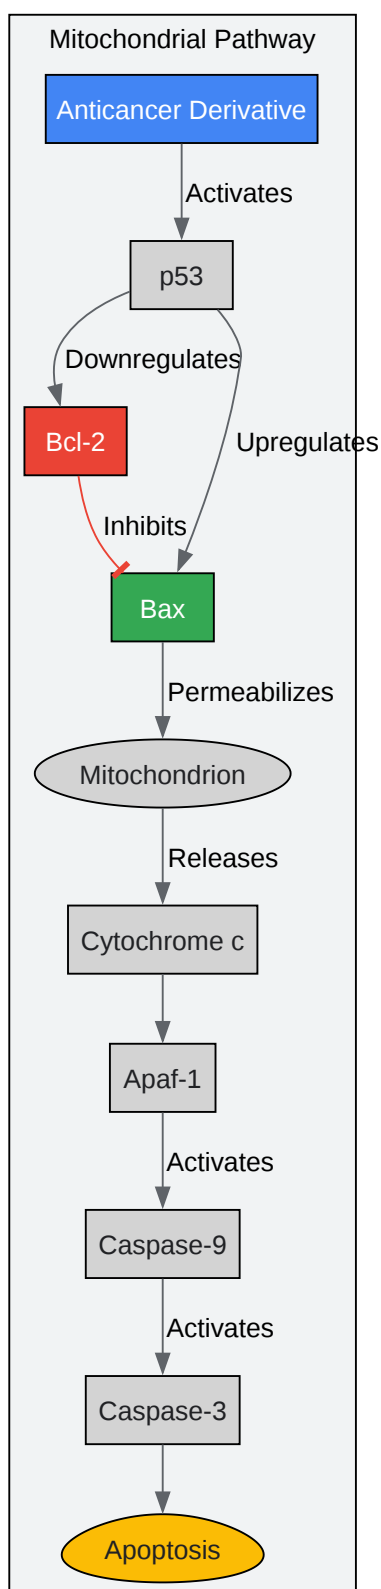 Mitochondrial Pathway
Anticancer Derivative
Activates
p53
Downregulates
Bcl-2
Upregulates
Inhibits
Bax
Permeabilizes
Mitochondrion
Releases
Cytochrome c
Apaf-1
Activates
Caspase-9
Activates
Caspase-3
Apoptosis